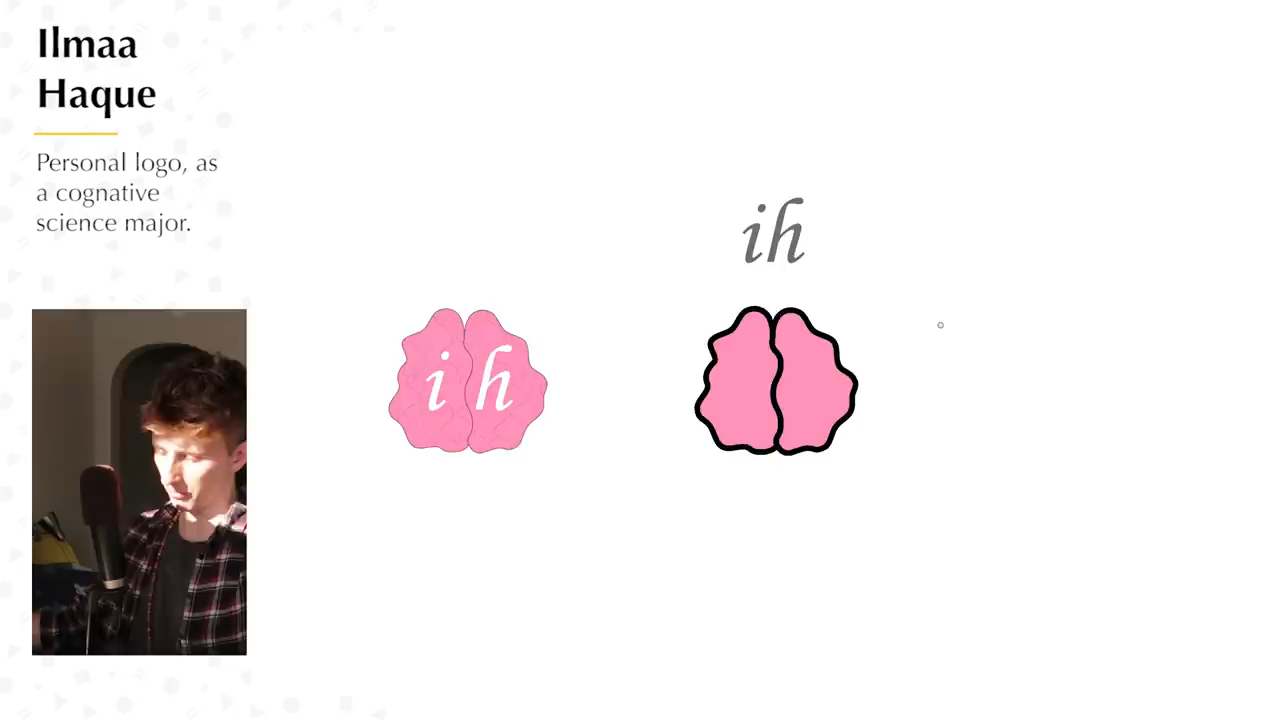 Ilmaa
Haque
Personal logo, as
a cognative
science major.
ih
i h